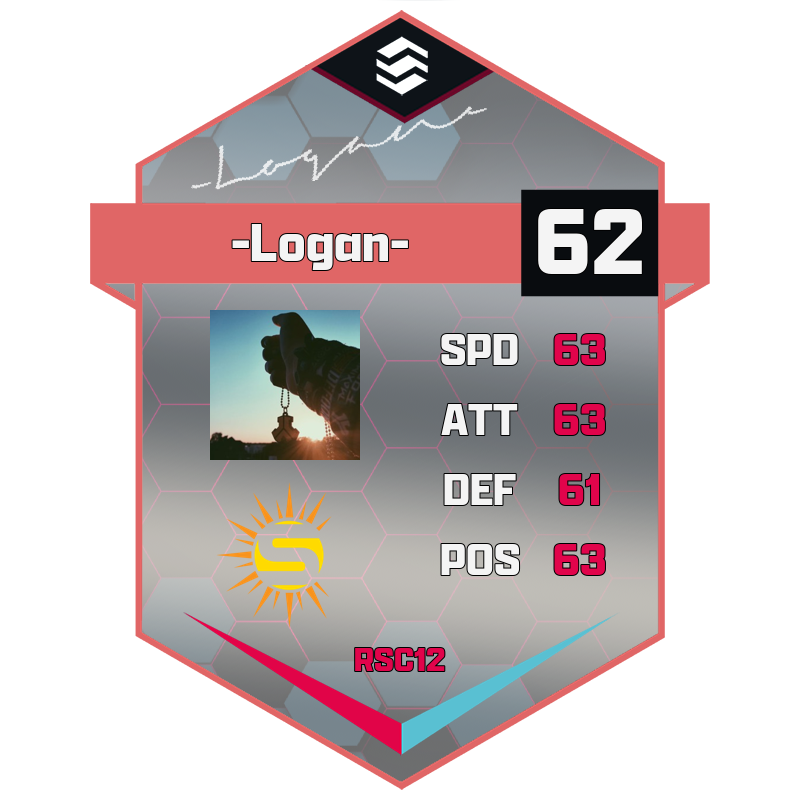 -Logan-
-Logan-
62
SPD 63
ATT 63
DEF 61
POS 63
RSC12